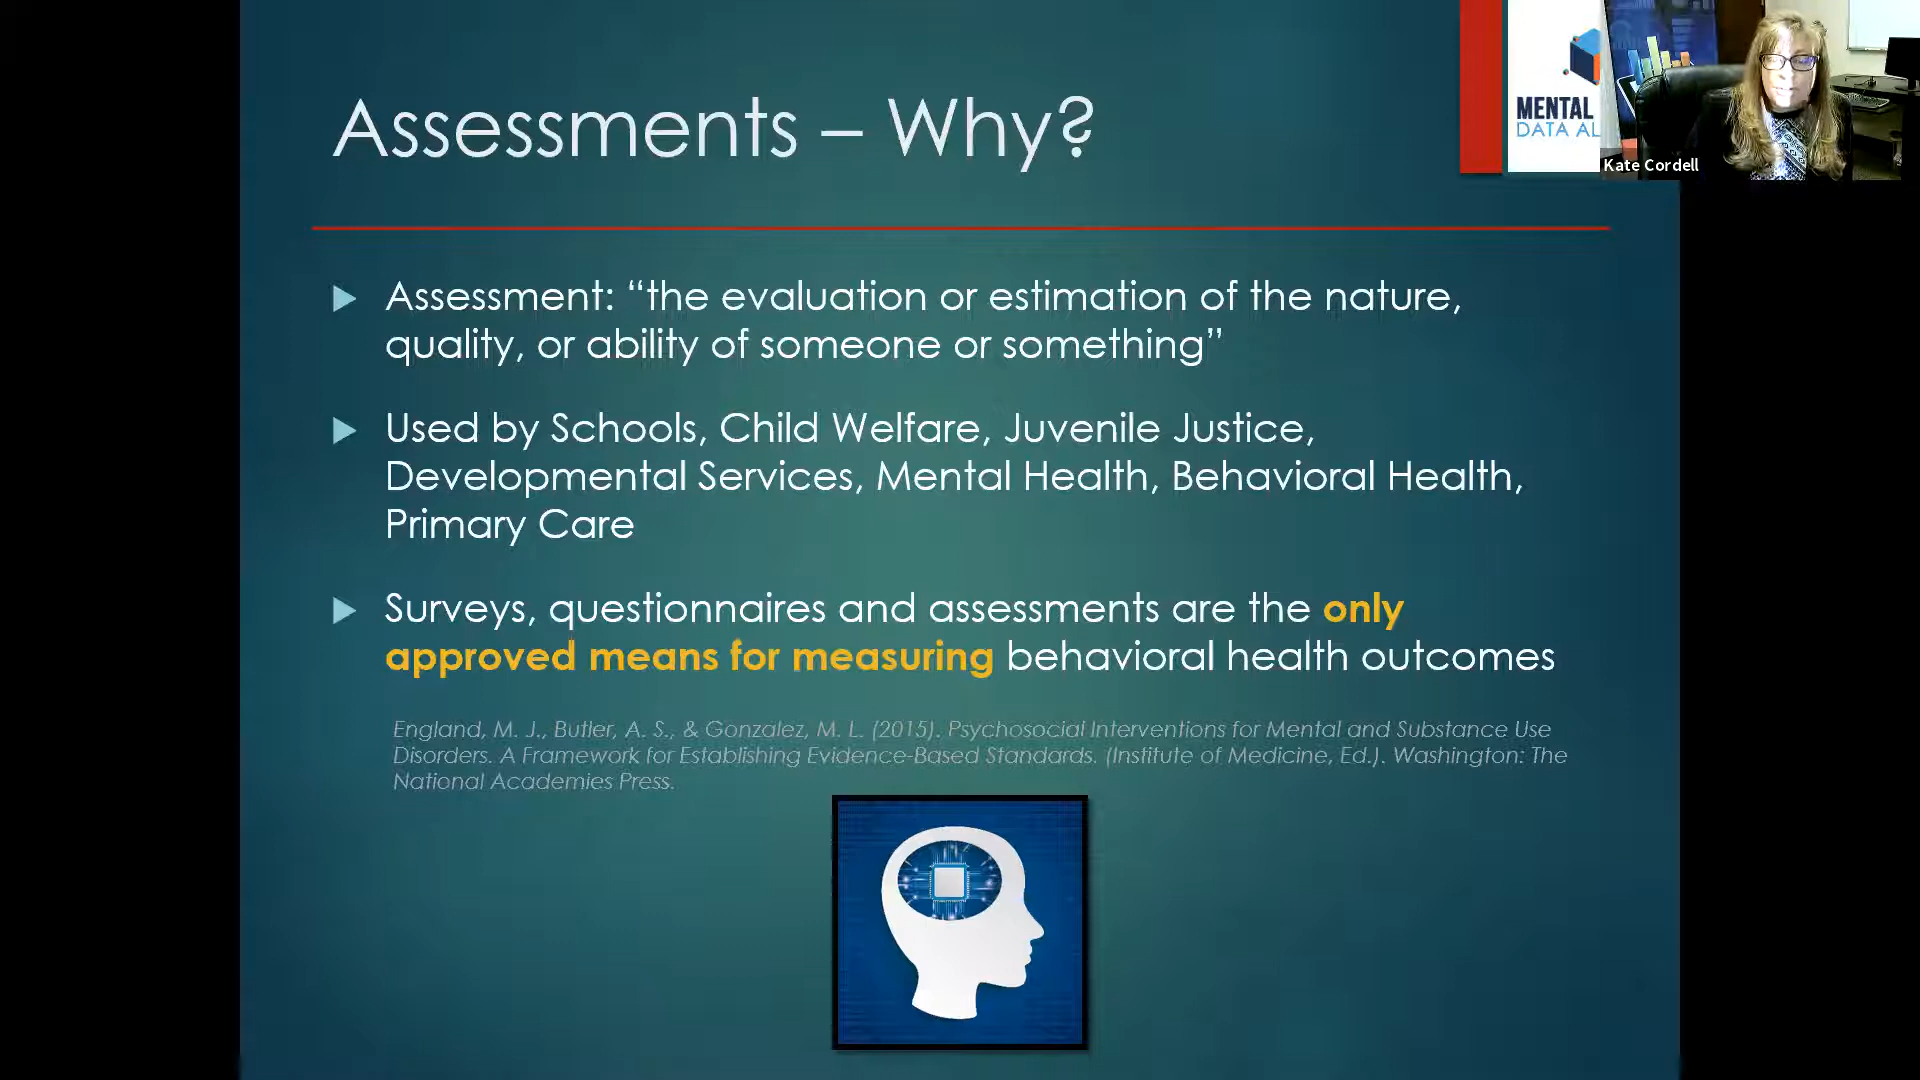 Assessments – Why?
MENTAL
DATA AL
Kate Cordell
Assessment: “the evaluation or estimation of the nature,
quality, or ability of someone or something”
Used by Schools, Child Welfare, Juvenile Justice,
Developmental Services, Mental Health, Behavioral Health,
Primary Care
Surveys, questionnaires and assessments are the only
approved means for measuring behavioral health outcomes
England, M. J., Butler, A. S., & Gonzalez, M. L. (2015). Psychosocial Interventions for Mental and Substance Use
Disorders. A Framework for Establishing Evidence-Based Standards. (Institute of Medicine, Ed.). Washington: The
National Academies Press.